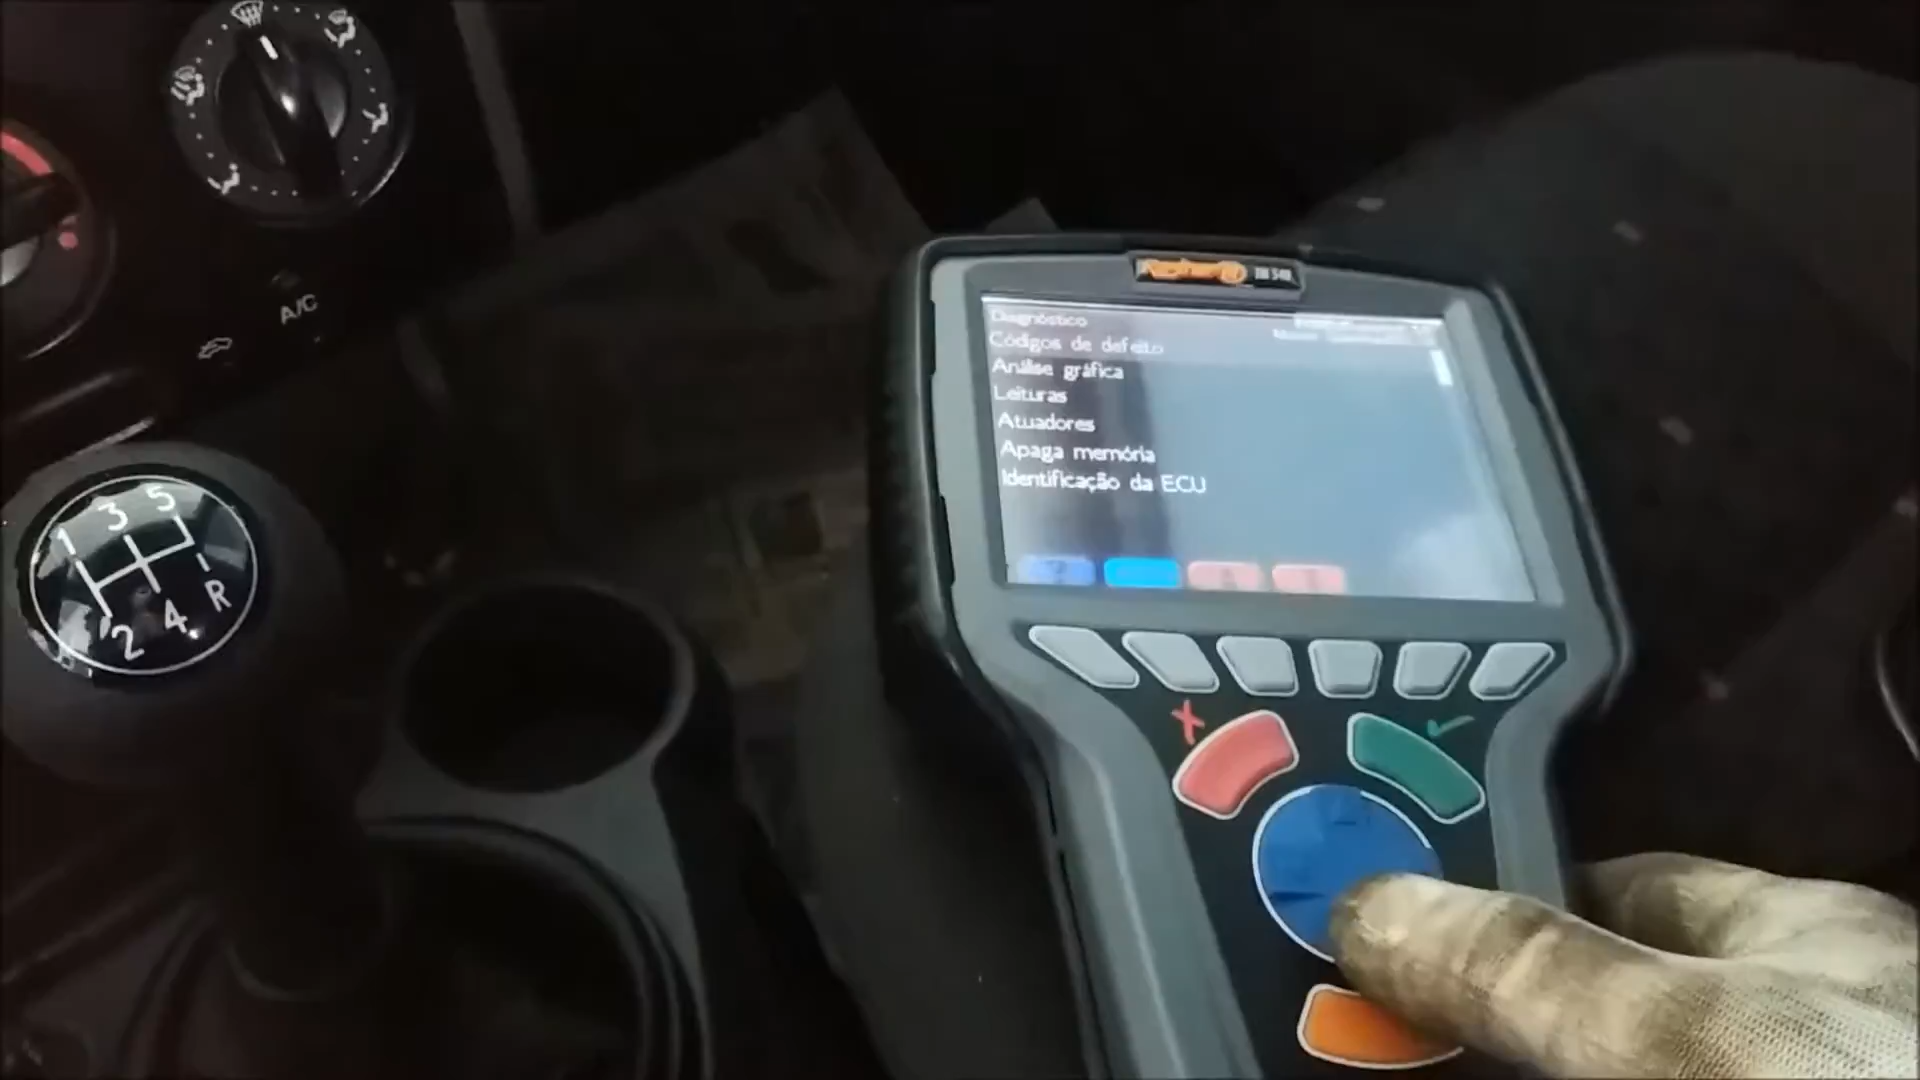 A/C
1 3 5
2 4 R
Diagnóstico
Códigos de defeito
Análise gráfica
Leituras
Atuadores
Apaga memória
Identificação da ECU